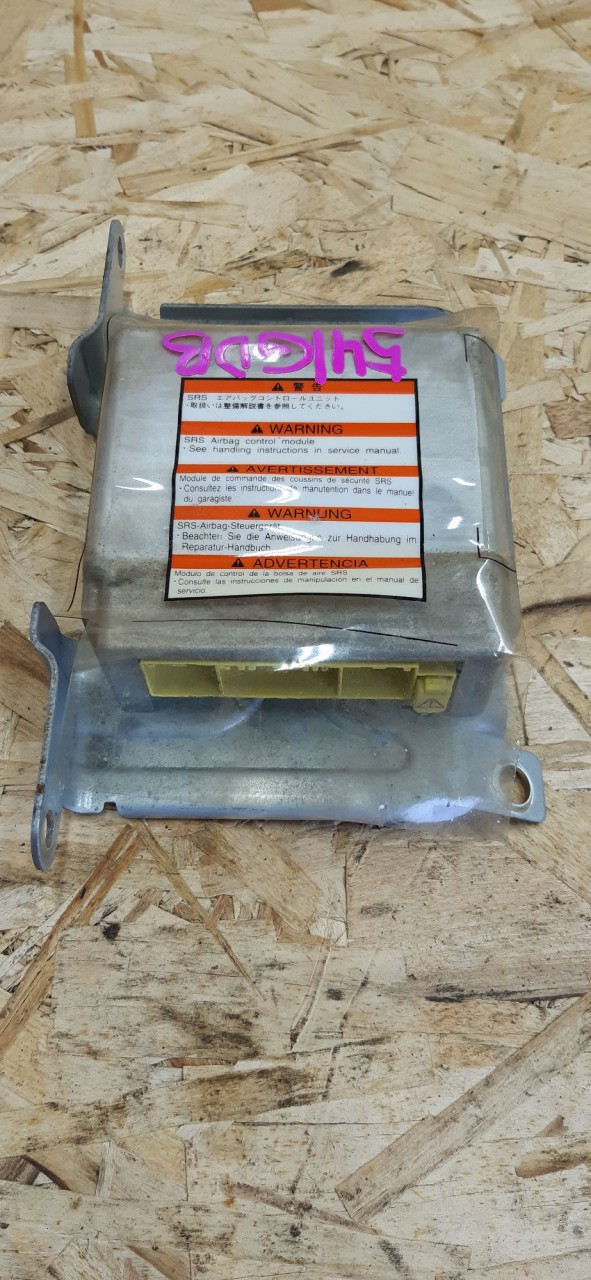 541GDB
⚠ 警告
SRS エアバッグコントロールユニット
・取扱いは整備解説書を参照してください。
⚠ WARNING
SRS Airbag control module
・See handling instructions in service manual.
⚠ AVERTISSEMENT
Module de commande des coussins de sécurité SRS
・Consultez les instructions de manutention dans le manuel
du garagiste.
⚠ WARNUNG
SRS-Airbag-Steuergerät
・Beachten Sie die Anweisungen zur Handhabung im
Reparatur-Handbuch.
⚠ ADVERTENCIA
Módulo de control de la bolsa de aire SRS
・Consulte las instrucciones de manipulación en el manual de
servicio.